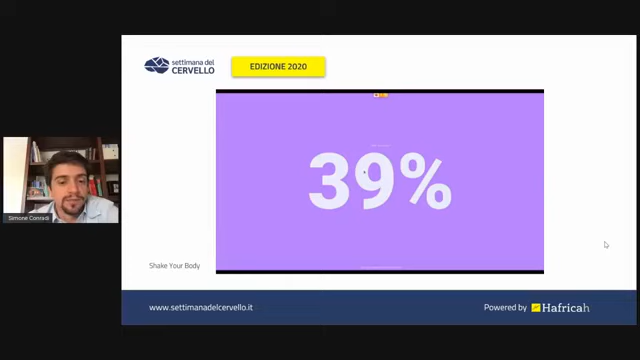 settimana del
CERVELLO
EDIZIONE 2020
39%
Simone Conradi
Shake Your Body
www.settimanadelcervello.it
Powered by Hafricah